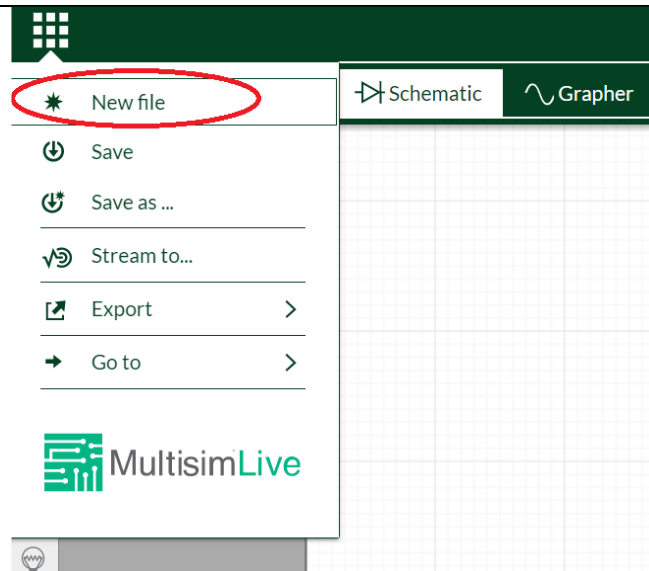 New file
Schematic
Grapher
Save
Save as ...
Stream to...
Export
Go to
MultisimLive